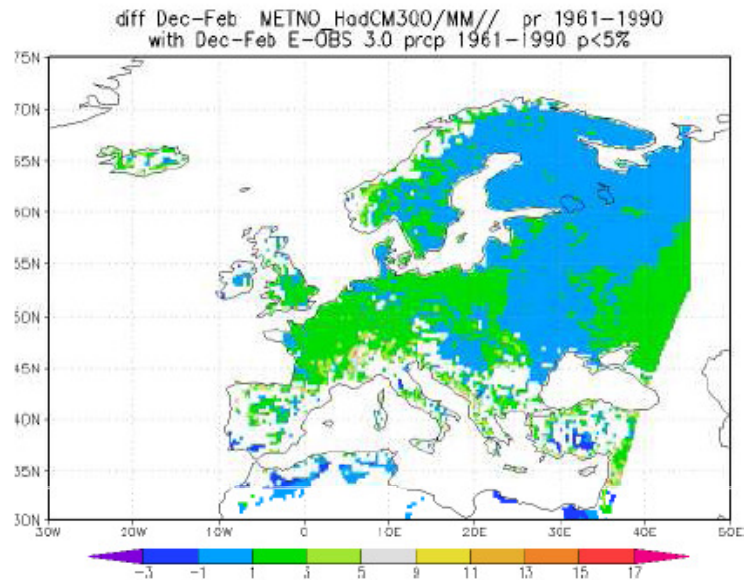 diff Dec-Feb METNO_HadCM3Q0/MM// pr 1961-1990
with Dec-Feb E-OBS 3.0 prcp 1961-1990 p<5%
75N
70N
65N
60N
55N
50N
45N
40N
35N
30N
30W 20W 10W 0 10E 20E 30E 40E 50E
-3 -1 1 3 5 9 11 13 15 17